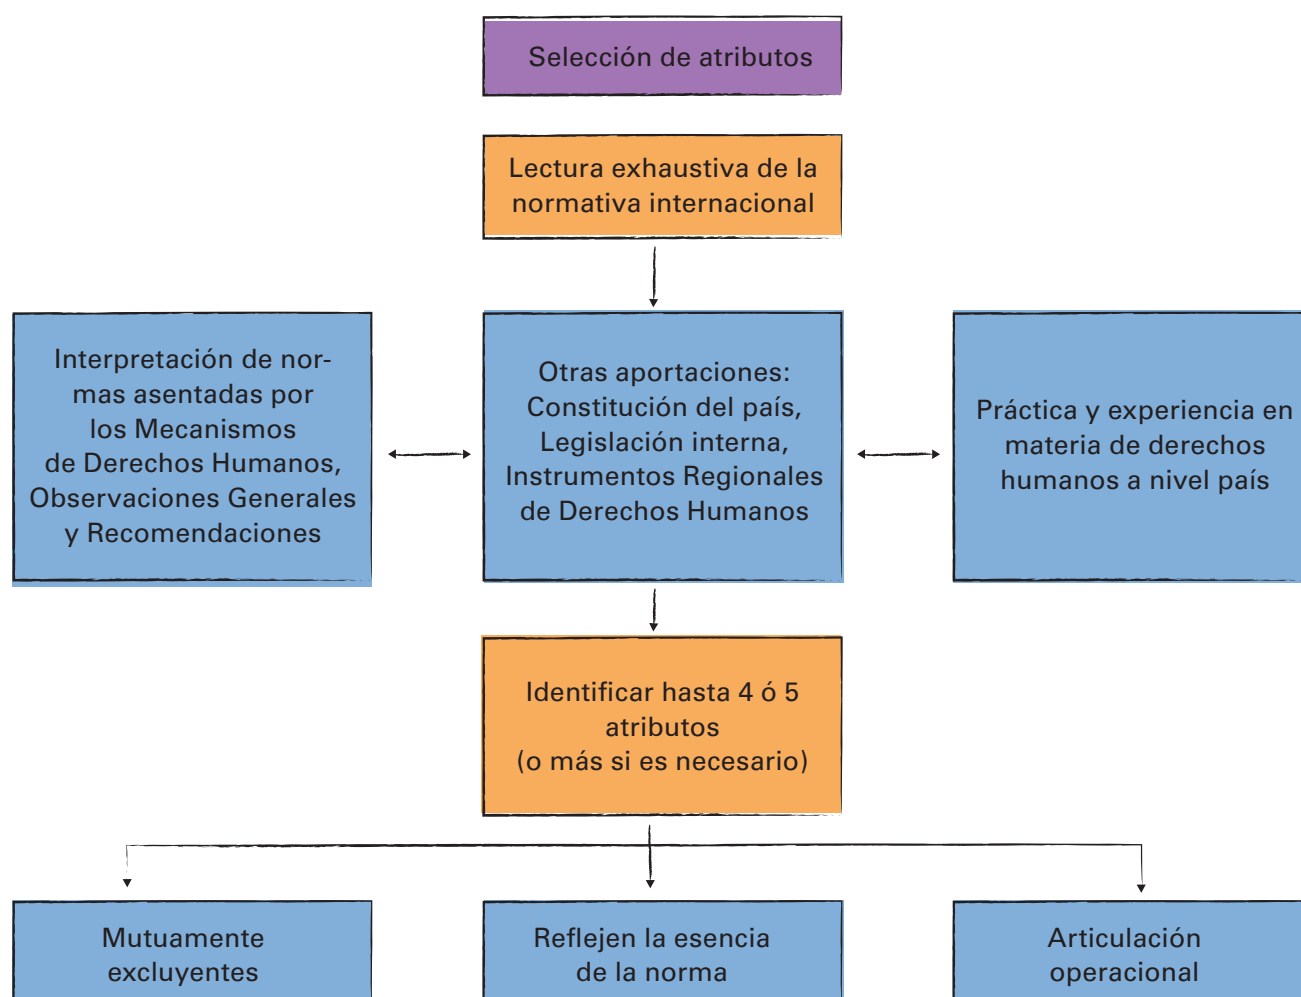 Selección de atributos
Lectura exhaustiva de la
normativa internacional
Interpretación de nor-
mas asentadas por
los Mecanismos
de Derechos Humanos,
Observaciones Generales
y Recomendaciones
Otras aportaciones:
Constitución del país,
Legislación interna,
Instrumentos Regionales
de Derechos Humanos
Práctica y experiencia en
materia de derechos
humanos a nivel país
Identificar hasta 4 ó 5
atributos
(o más si es necesario)
Mutuamente
excluyentes
Reflejen la esencia
de la norma
Articulación
operacional